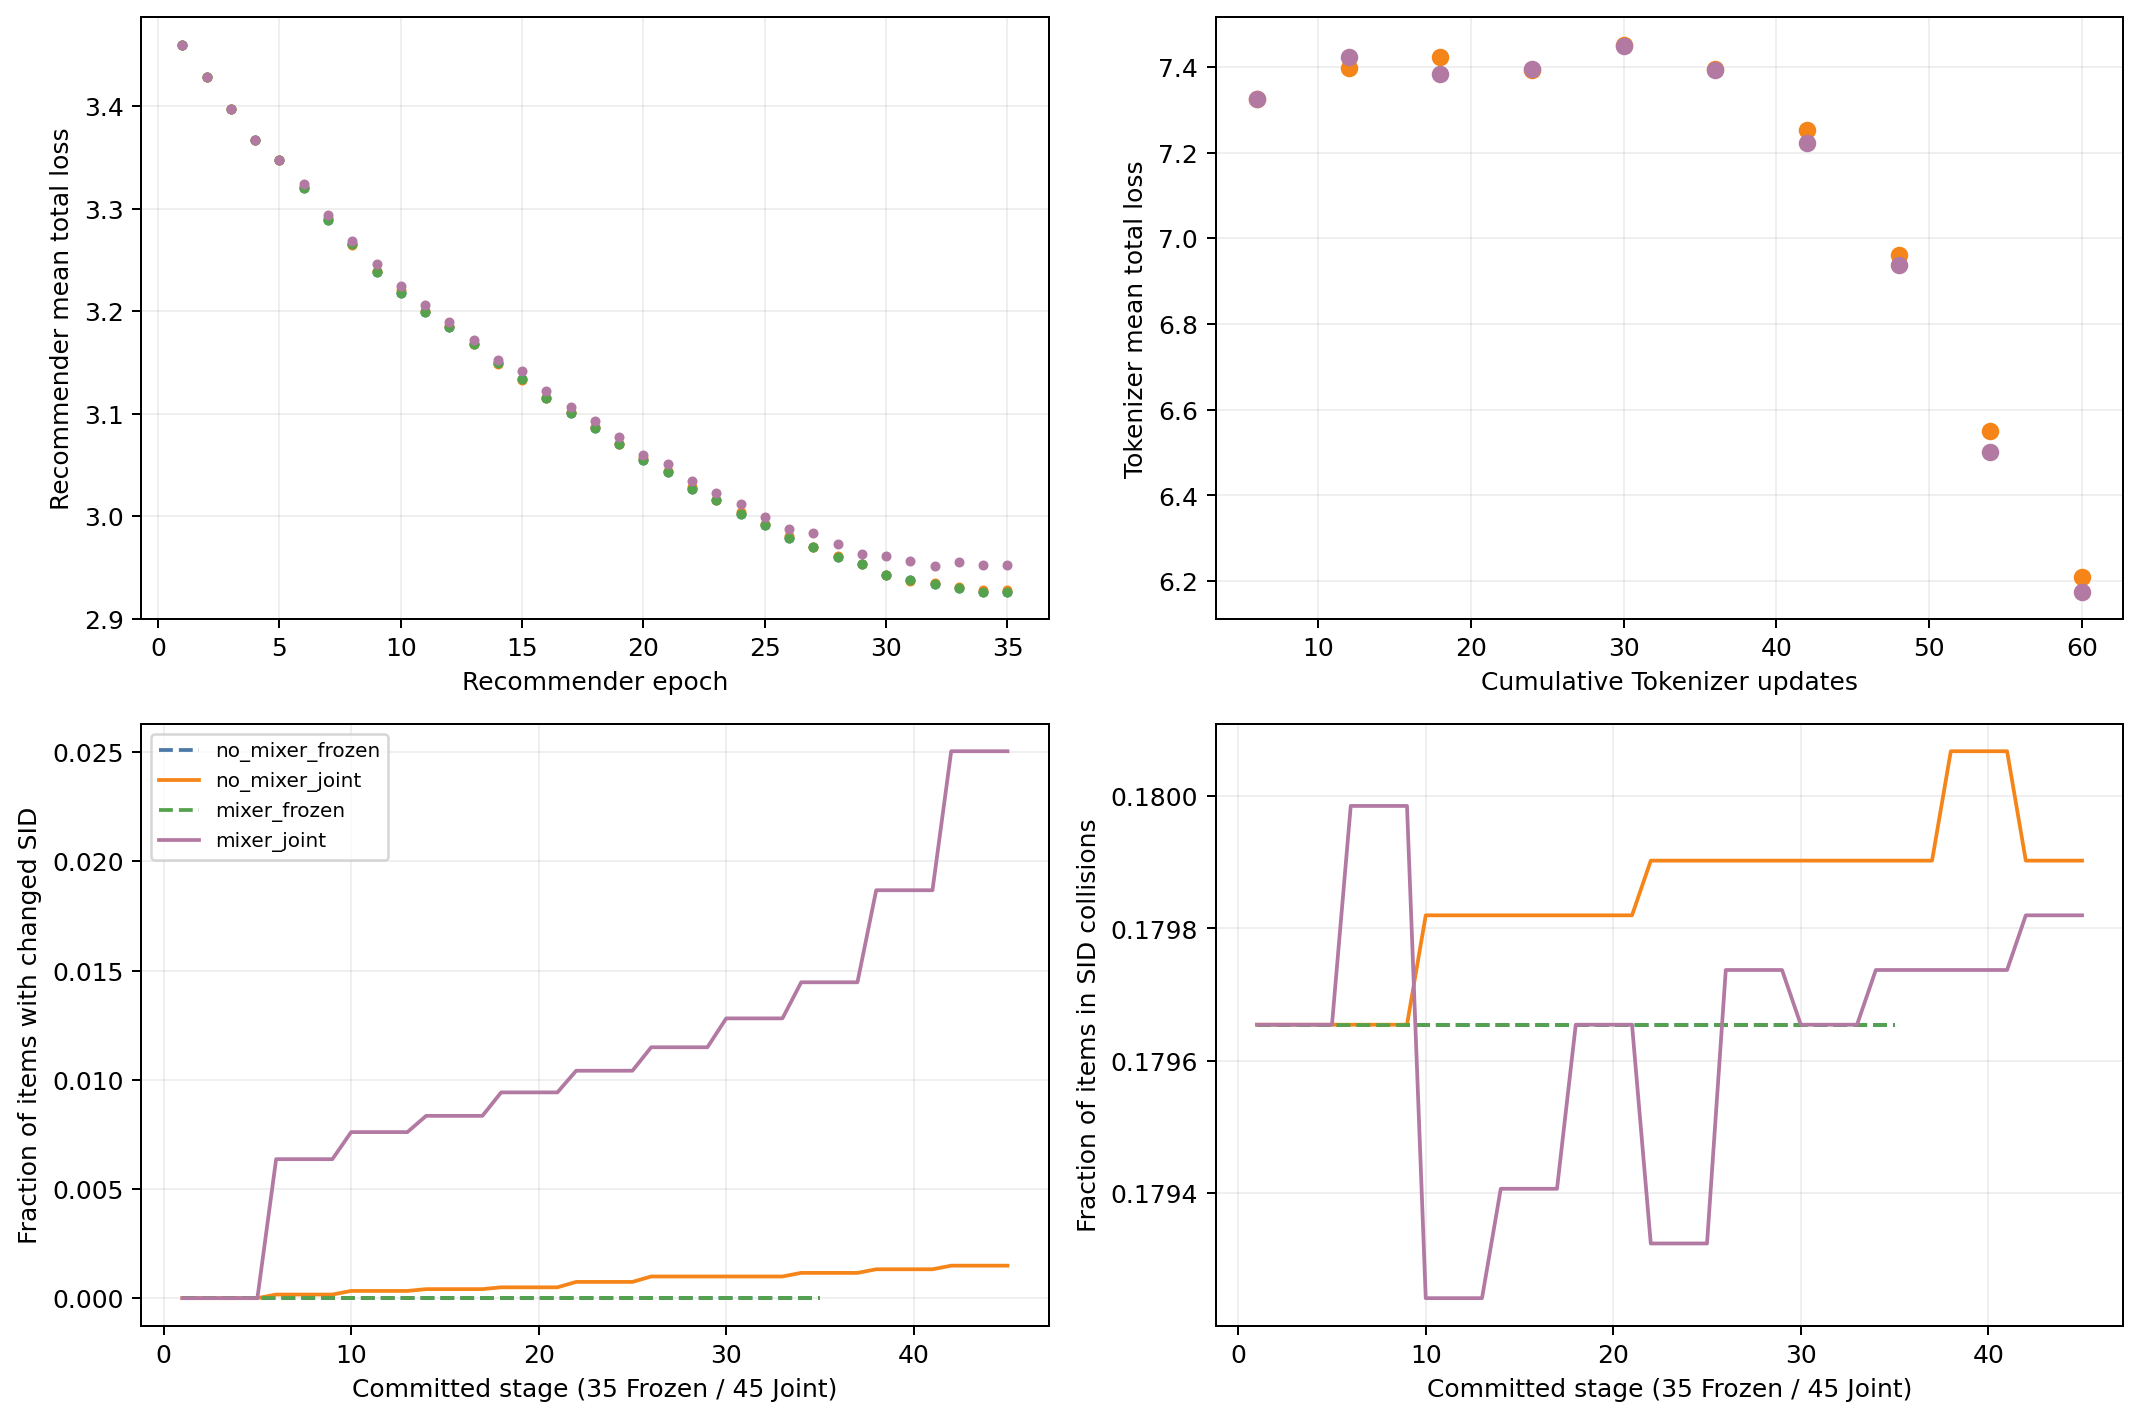 Recommender mean total loss
3.4
3.3
3.2
3.1
3.0
2.9
0 5 10 15 20 25 30 35
Recommender epoch
Tokenizer mean total loss
7.4
7.2
7.0
6.8
6.6
6.4
6.2
10 20 30 40 50 60
Cumulative Tokenizer updates
Fraction of items with changed SID
0.025
0.020
0.015
0.010
0.005
0.000
no_mixer_frozen
no_mixer_joint
mixer_frozen
mixer_joint
0 10 20 30 40
Committed stage (35 Frozen / 45 Joint)
Fraction of items in SID collisions
0.1800
0.1798
0.1796
0.1794
0 10 20 30 40
Committed stage (35 Frozen / 45 Joint)